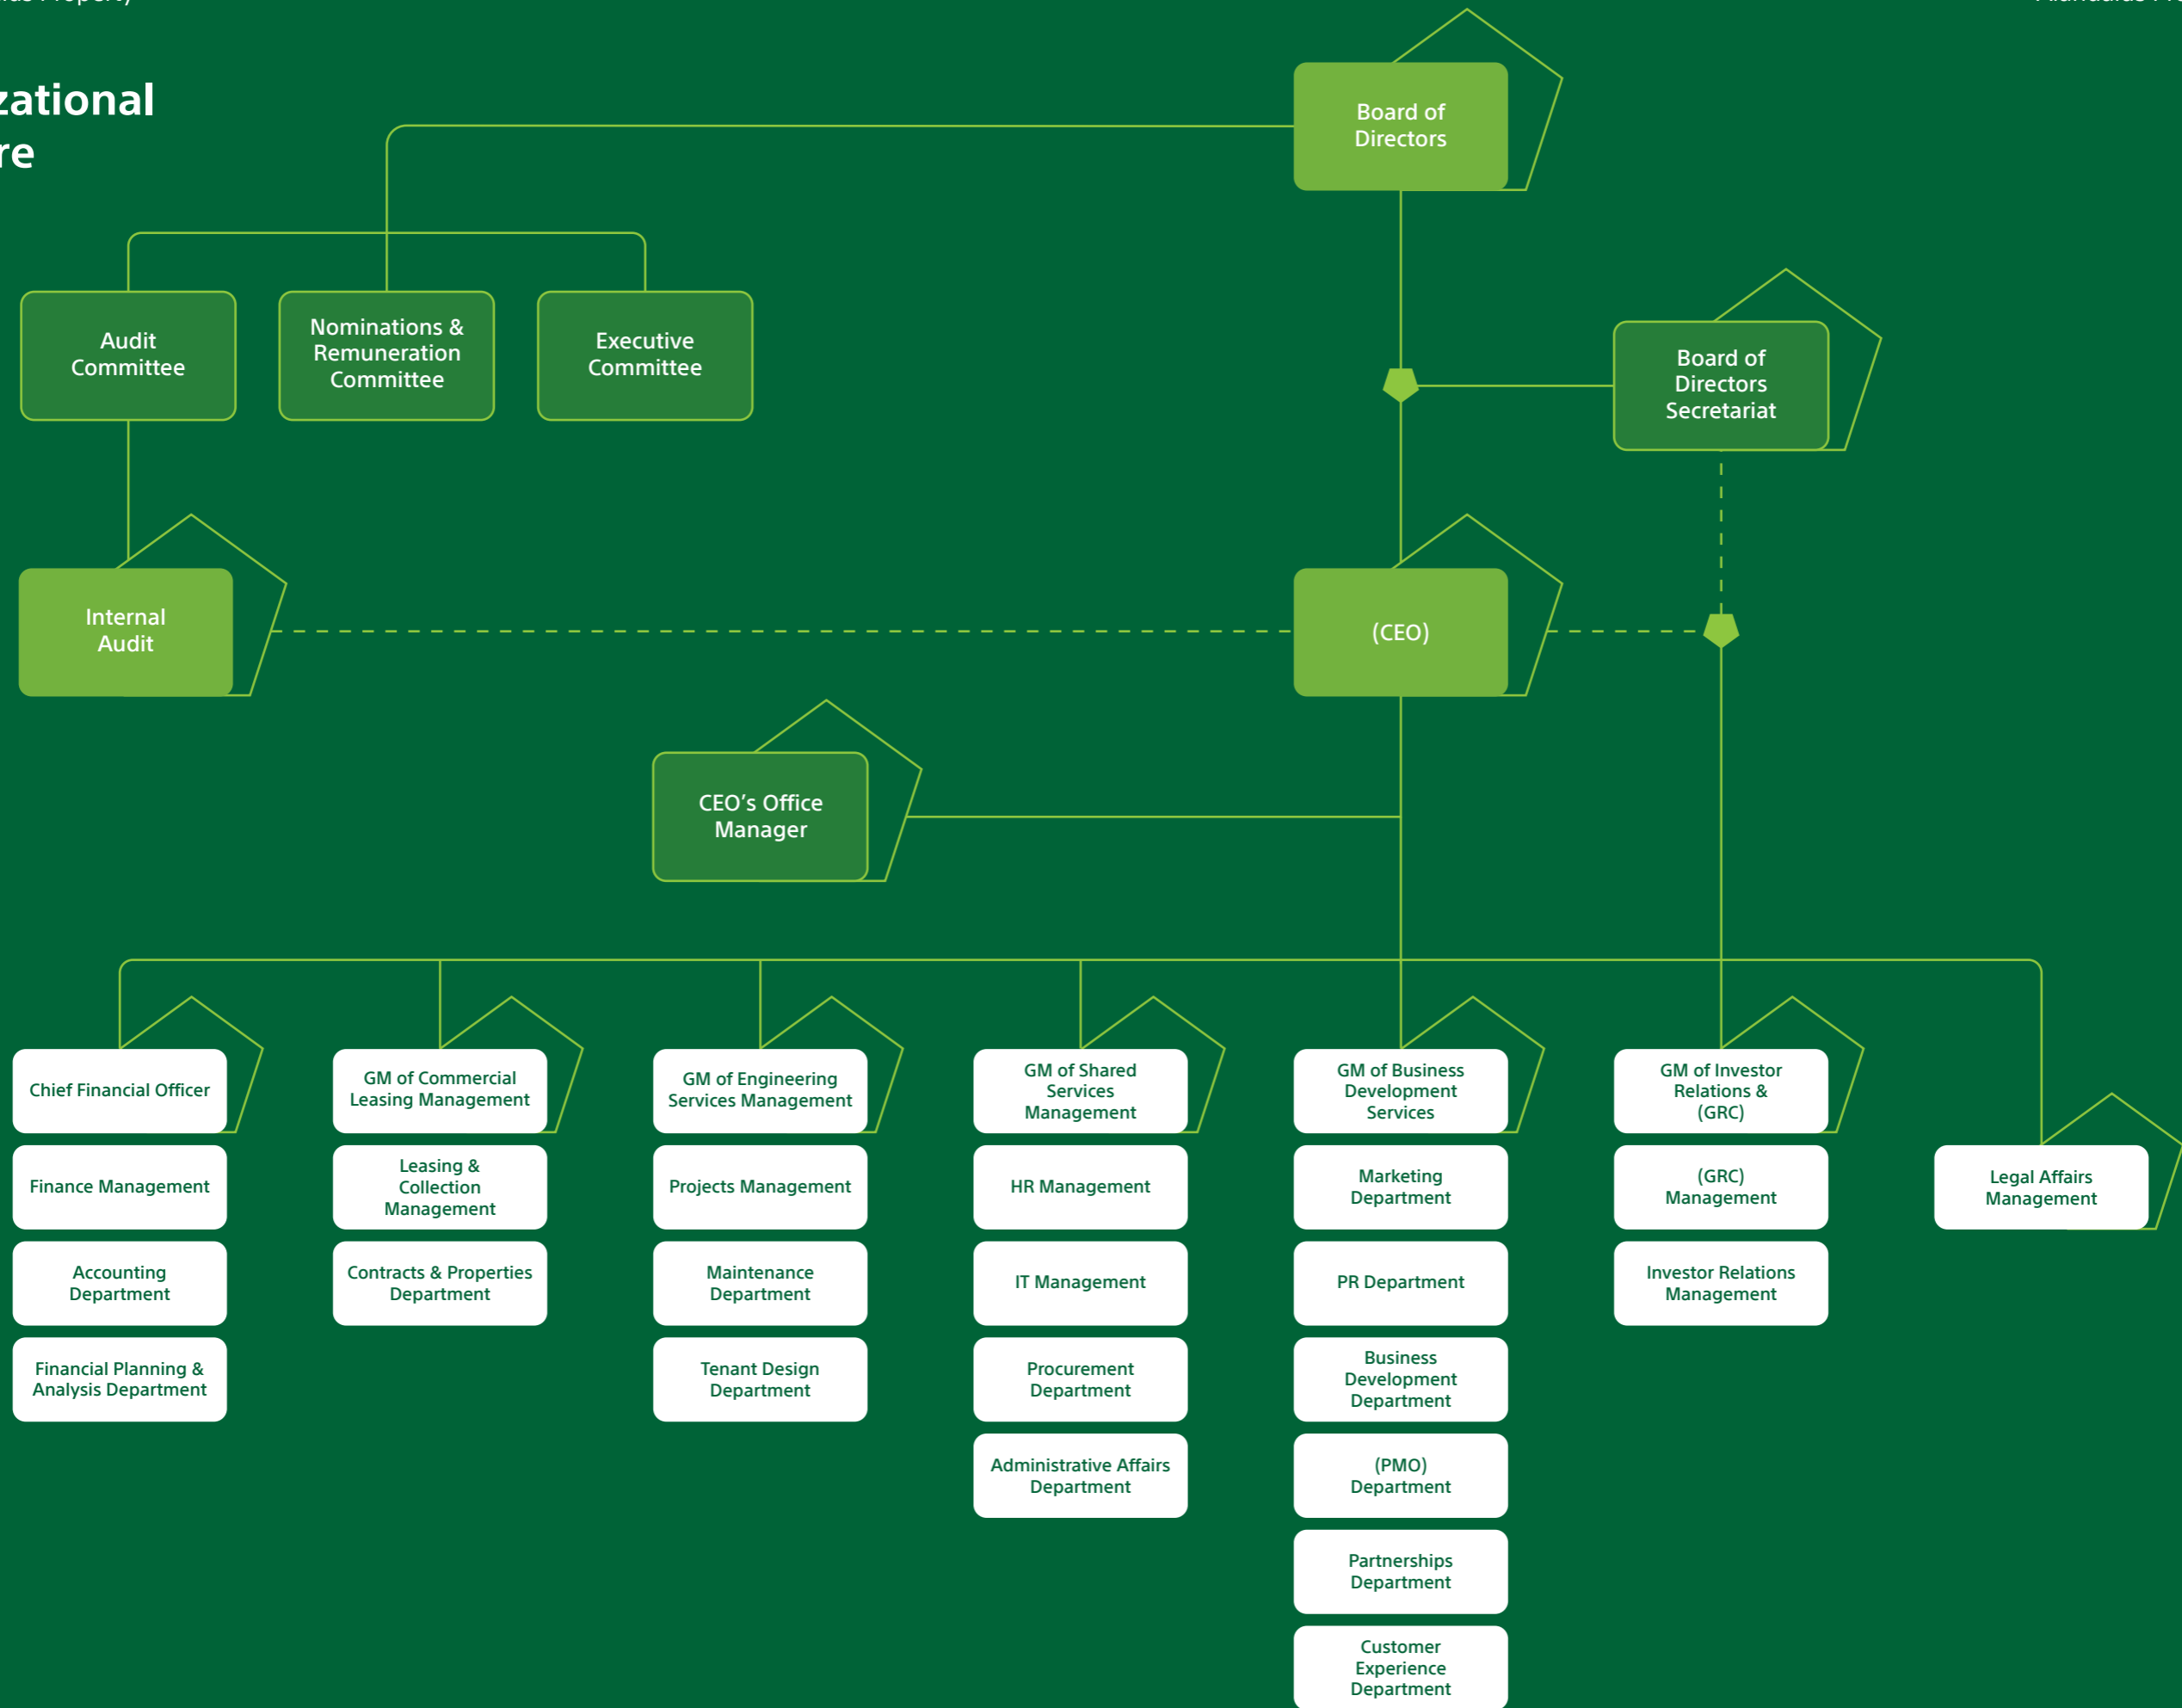 Property
zational
re
Board of
Directors
Audit
Committee
Nominations &
Remuneration
Committee
Executive
Committee
Board of
Directors
Secretariat
Internal
Audit
(CEO)
CEO’s Office
Manager
Chief Financial Officer
Finance Management
Accounting
Department
Financial Planning &
Analysis Department
GM of Commercial
Leasing Management
Leasing &
Collection
Management
Contracts & Properties
Department
GM of Engineering
Services Management
Projects Management
Maintenance
Department
Tenant Design
Department
GM of Shared
Services
Management
HR Management
IT Management
Procurement
Department
Administrative Affairs
Department
GM of Business
Development
Services
Marketing
Department
PR Department
Business
Development
Department
(PMO)
Department
Partnerships
Department
Customer
Experience
Department
GM of Investor
Relations &
(GRC)
(GRC)
Management
Investor Relations
Management
Legal Affairs
Management